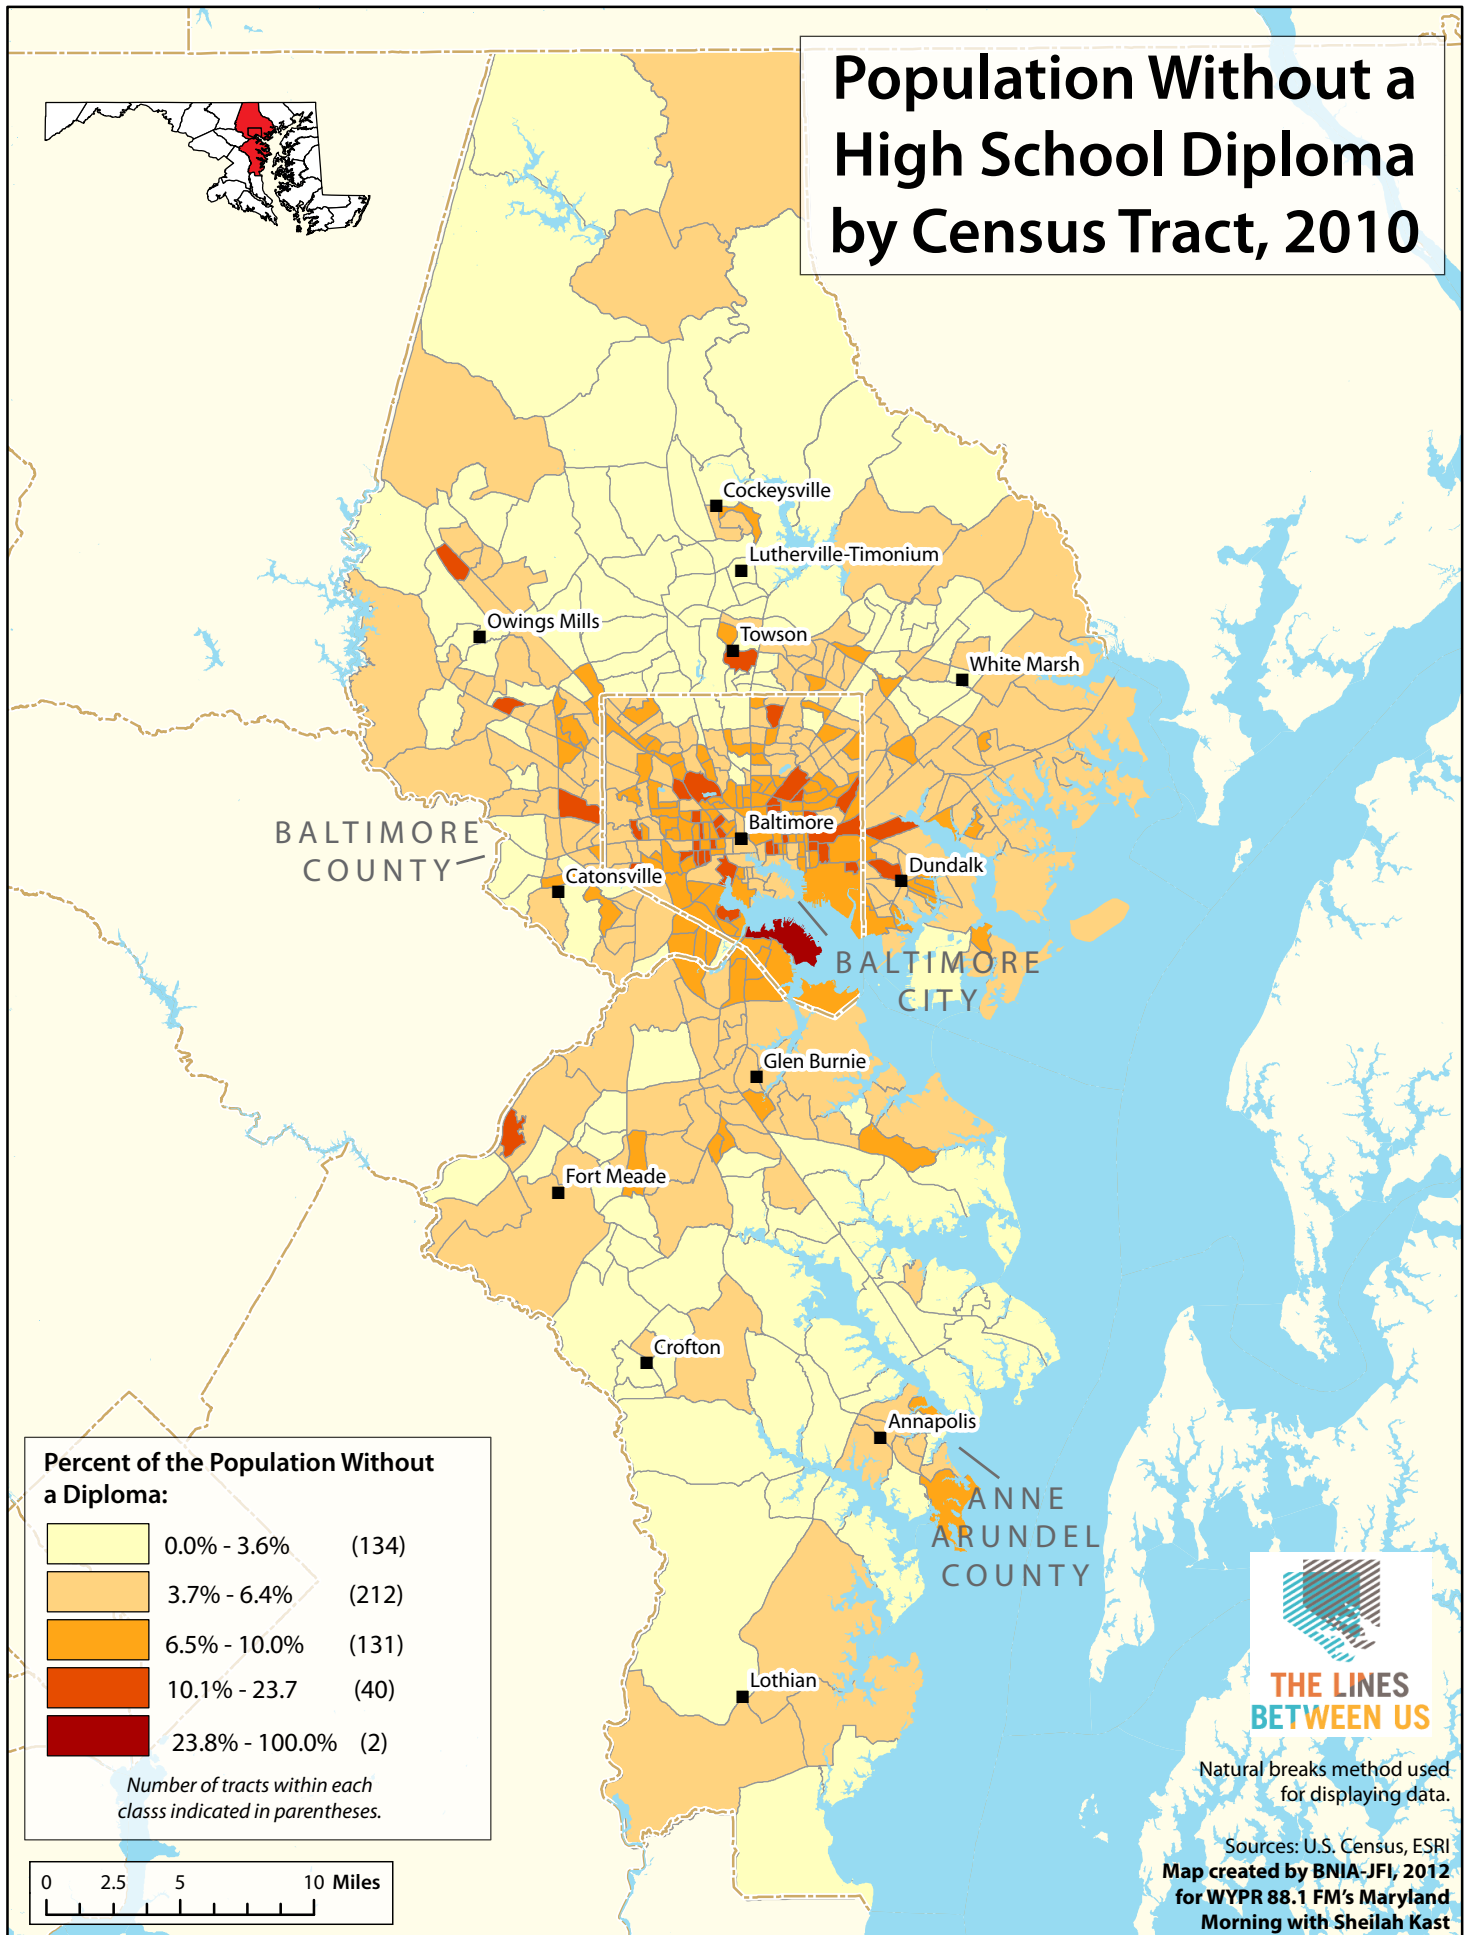 Population Without a
High School Diploma
by Census Tract, 2010
Cockeysville
Lutherville-Timonium
Owings Mills
Towson
White Marsh
Baltimore
BALTIMORE
COUNTY
Dundalk
Catonsville
BALTIMORE
CITY
Glen Burnie
Fort Meade
Crofton
Annapolis
ANNE
ARUNDEL
COUNTY
Lothian
Percent of the Population Without
a Diploma:
0.0% - 3.6% (134)
3.7% - 6.4% (212)
6.5% - 10.0% (131)
10.1% - 23.7 (40)
23.8% - 100.0% (2)
Number of tracts within each
classs indicated in parentheses.
0 2.5 5 10 Miles
THE LINES
BETWEEN US
Natural breaks method used
for displaying data.
Sources: U.S. Census, ESRI
Map created by BNIA-JFI, 2012
for WYPR 88.1 FM's Maryland
Morning with Sheilah Kast